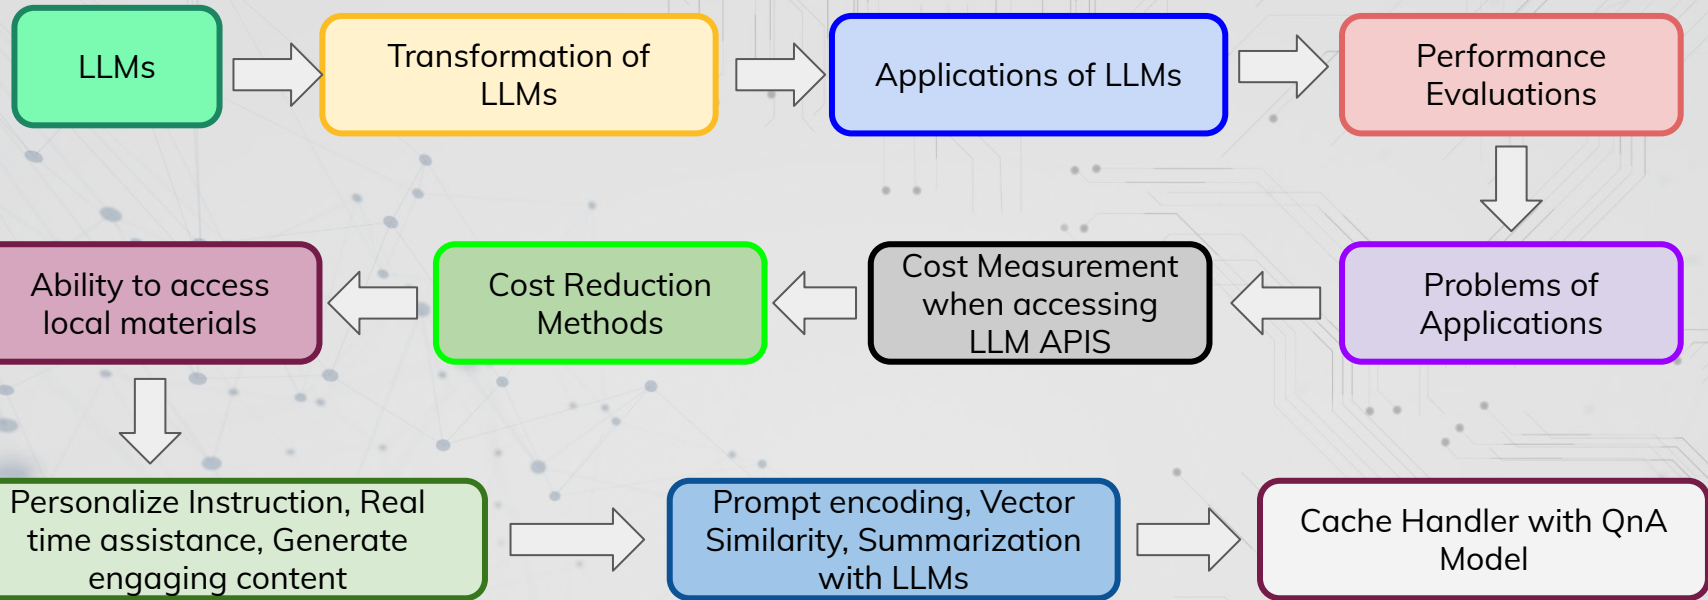 LLMs
Transformation of
LLMs
Applications of LLMs
Performance
Evaluations
Problems of
Applications
Cost Measurement
when accessing
LLM APIS
Cost Reduction
Methods
Ability to access
local materials
Personalize Instruction, Real
time assistance, Generate
engaging content
Prompt encoding, Vector
Similarity, Summarization
with LLMs
Cache Handler with QnA
Model